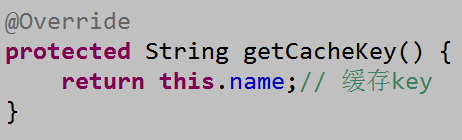 @Override
protected String getCacheKey() {
    return this.name;// 缓存key
}